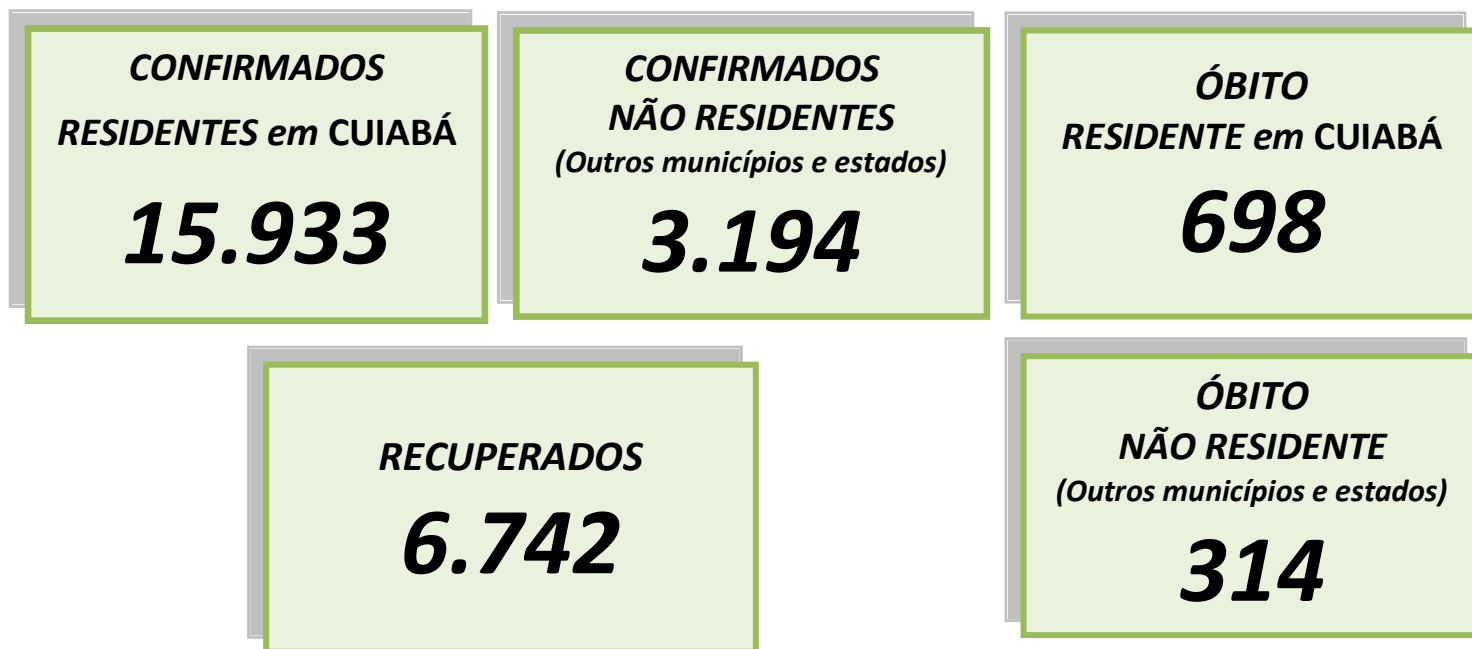 CONFIRMADOS
RESIDENTES em CUIABÁ
15.933
CONFIRMADOS
NÃO RESIDENTES
(Outros municípios e estados)
3.194
ÓBITO
RESIDENTE em CUIABÁ
698
RECUPERADOS
6.742
ÓBITO
NÃO RESIDENTE
(Outros municípios e estados)
314